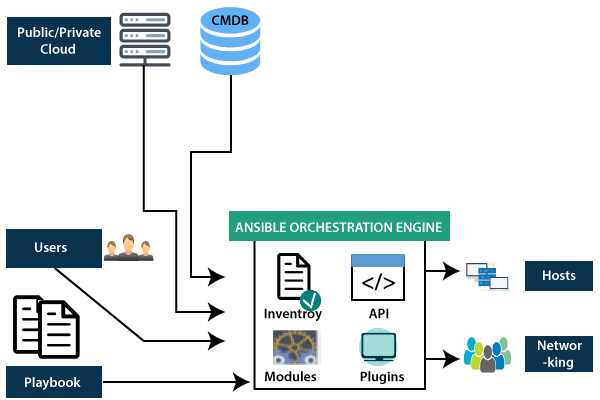 Public/Private
Cloud
CMDB
ANSIBLE ORCHESTRATION ENGINE
Users
</>
Inventroy
API
Hosts
Modules
Plugins
Networ
-king
Playbook